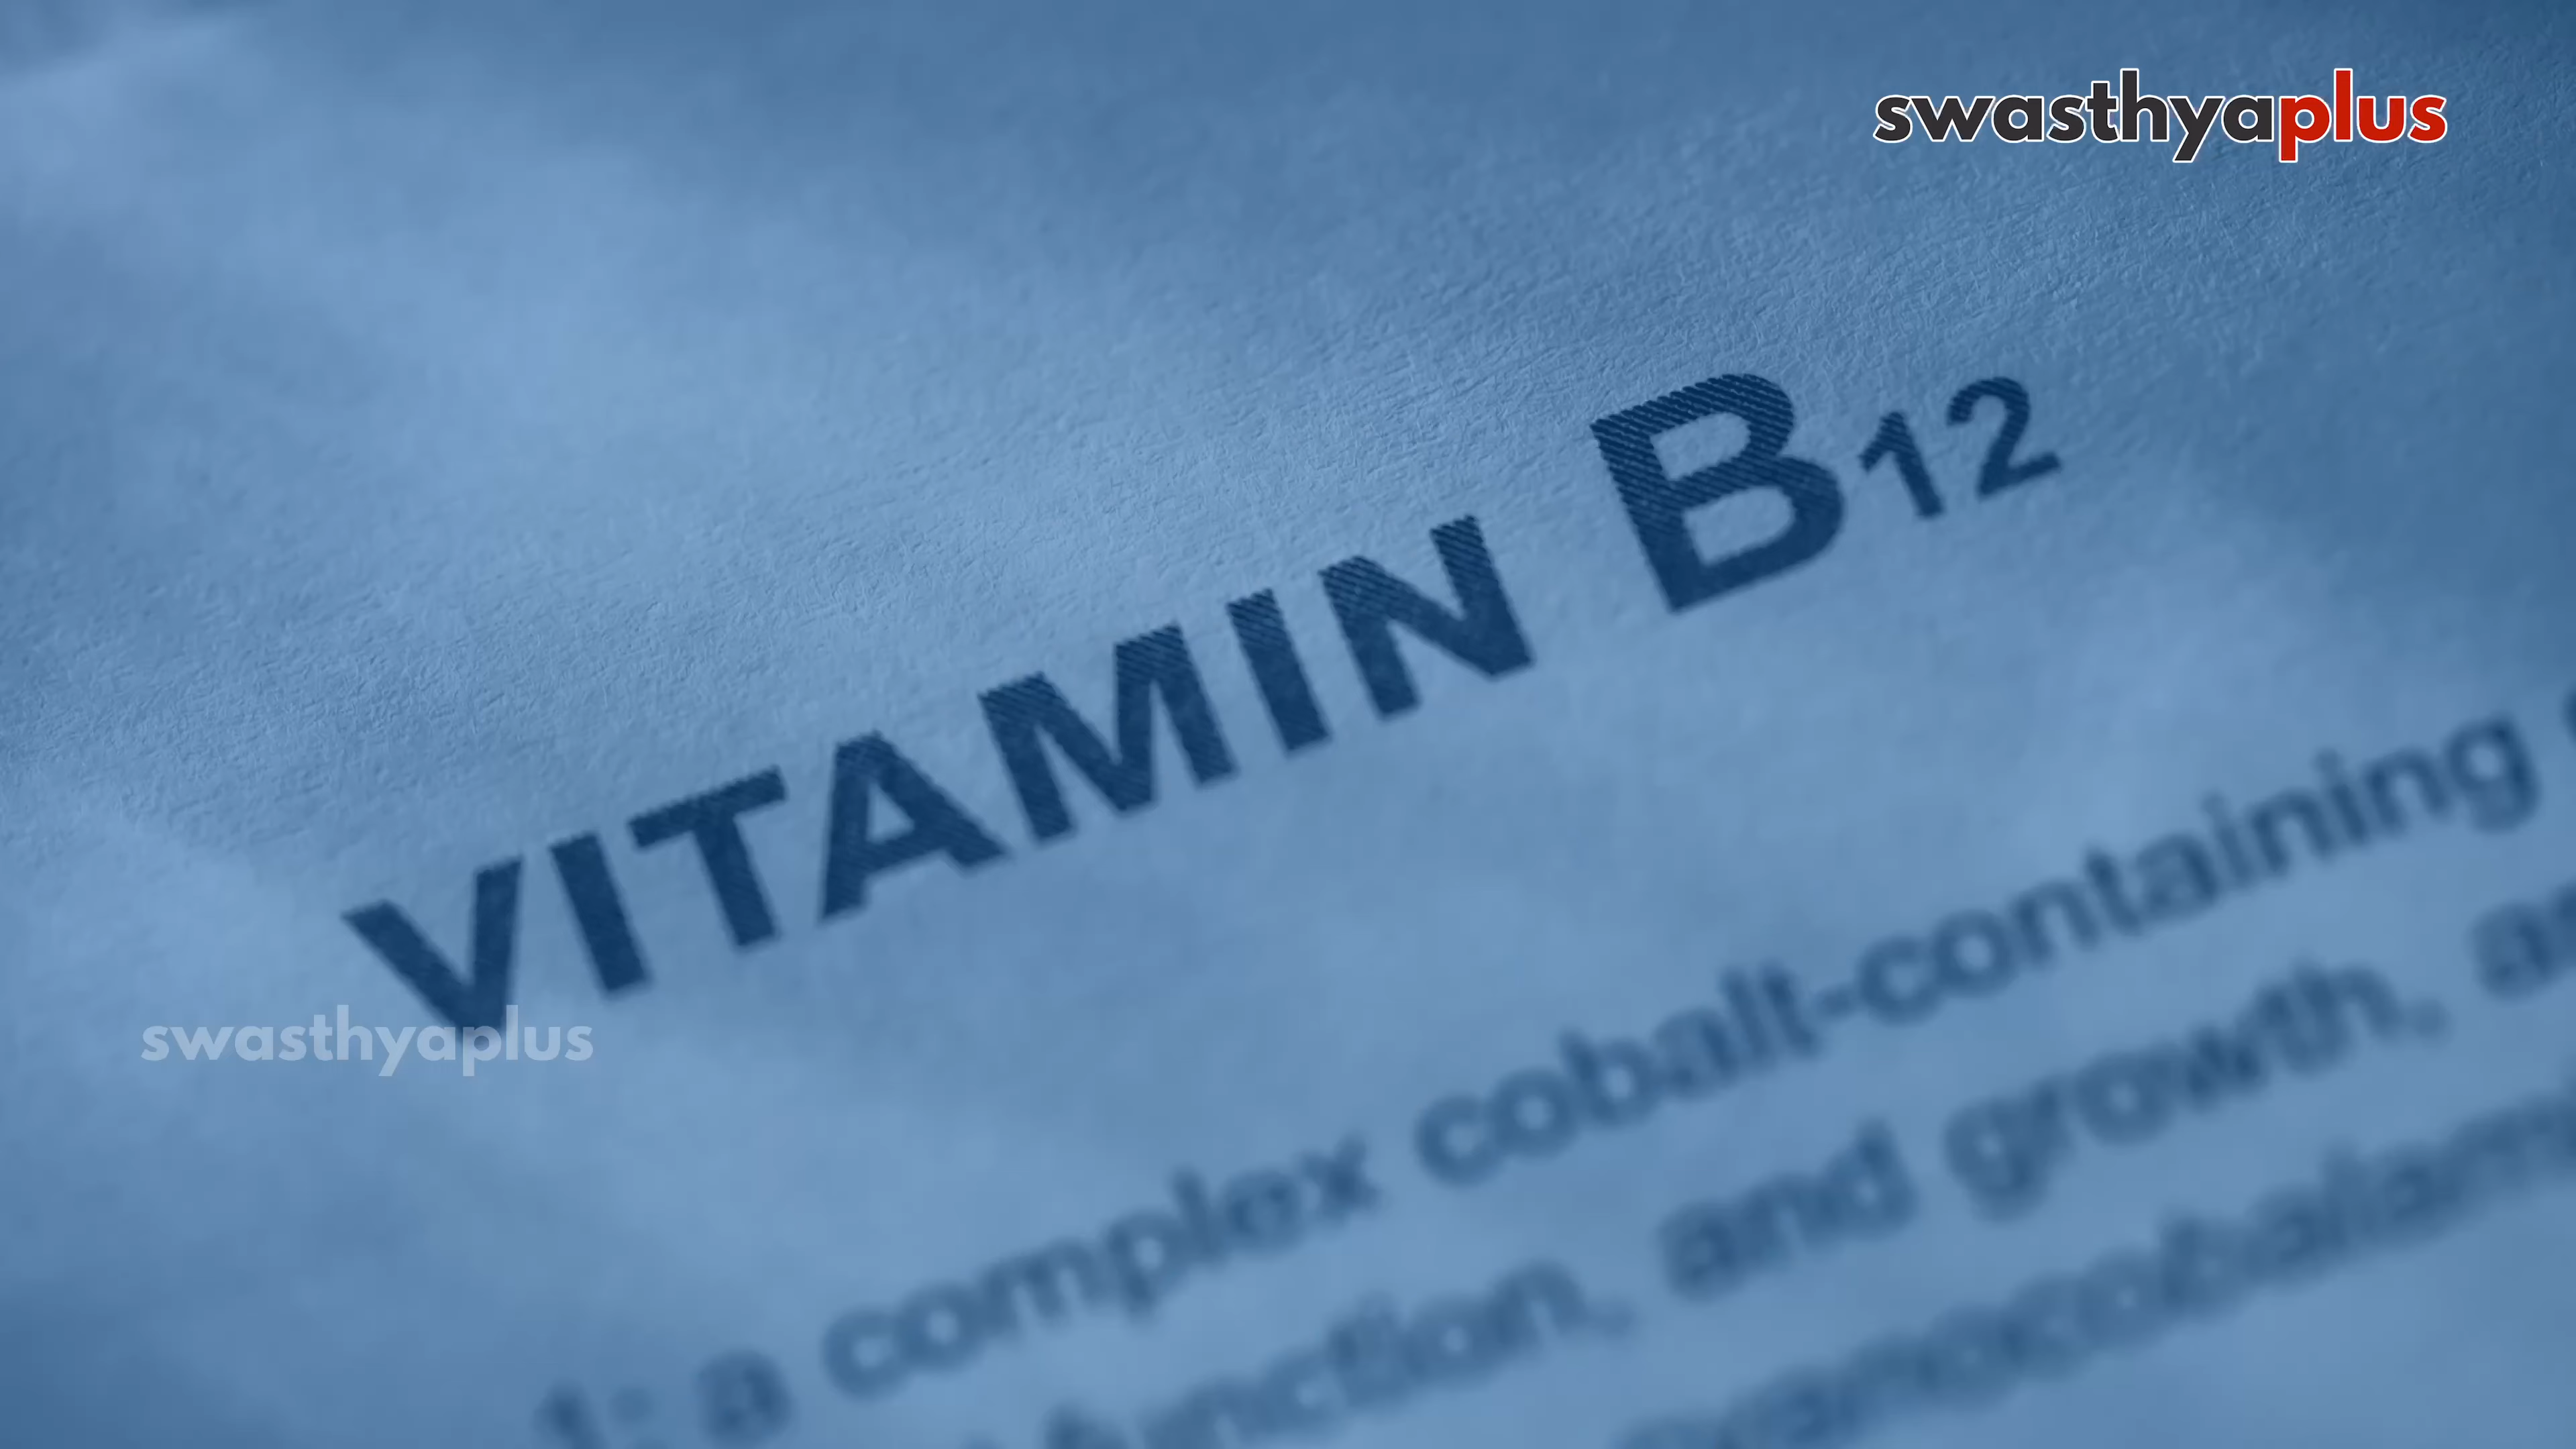 swasthyaplus
VITAMIN B12
swasthyaplus
a complex cobalt-containing
and growth,